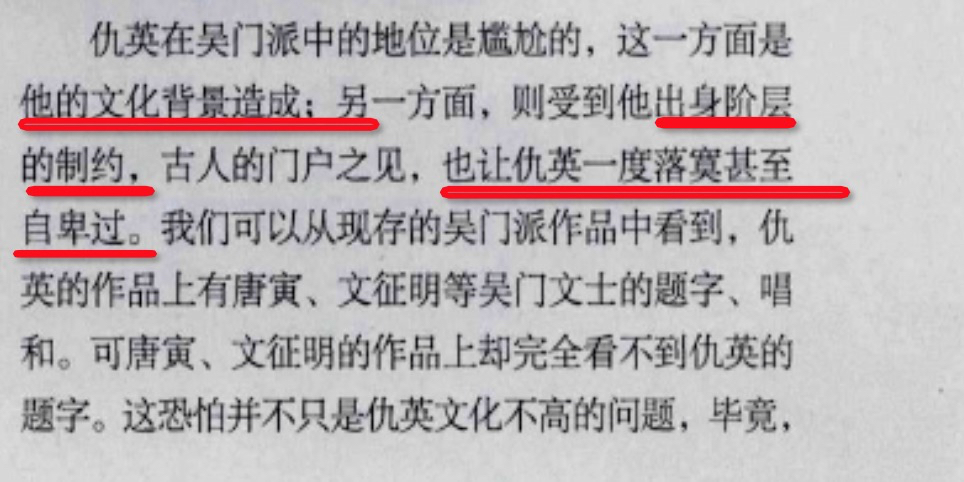 仇英在吴门派中的地位是尴尬的，这一方面是
他的文化背景造成；另一方面，则受到他出身阶层
的制约，古人的门户之见，也让仇英一度落寞甚至
自卑过。我们可以从现存的吴门派作品中看到，仇
英的作品上有唐寅、文征明等吴门文士的题字、唱
和。可唐寅、文征明的作品上却完全看不到仇英的
题字。这恐怕并不只是仇英文化不高的问题，毕竟，